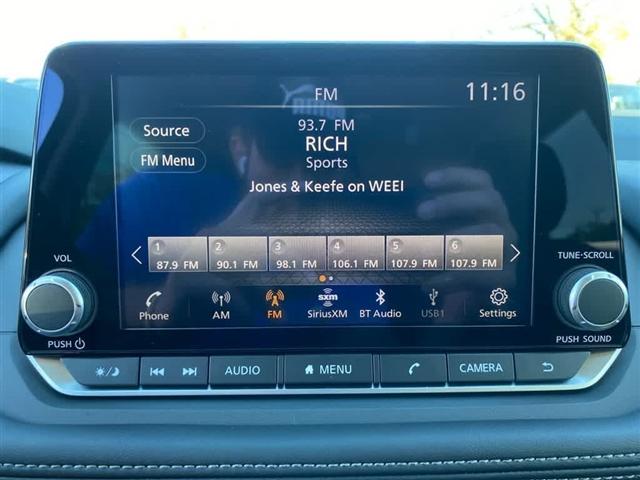 FM
11:16
Source
93.7 FM
RICH
FM Menu
Sports
Jones & Keefe on WEEI
1 2 3 4 5 6
87.9 FM 90.1 FM 98.1 FM 106.1 FM 107.9 FM 107.9 FM
VOL
TUNE·SCROLL
sxm
Phone AM FM SiriusXM BT Audio USB1 Settings
PUSH
PUSH SOUND
AUDIO MENU CAMERA